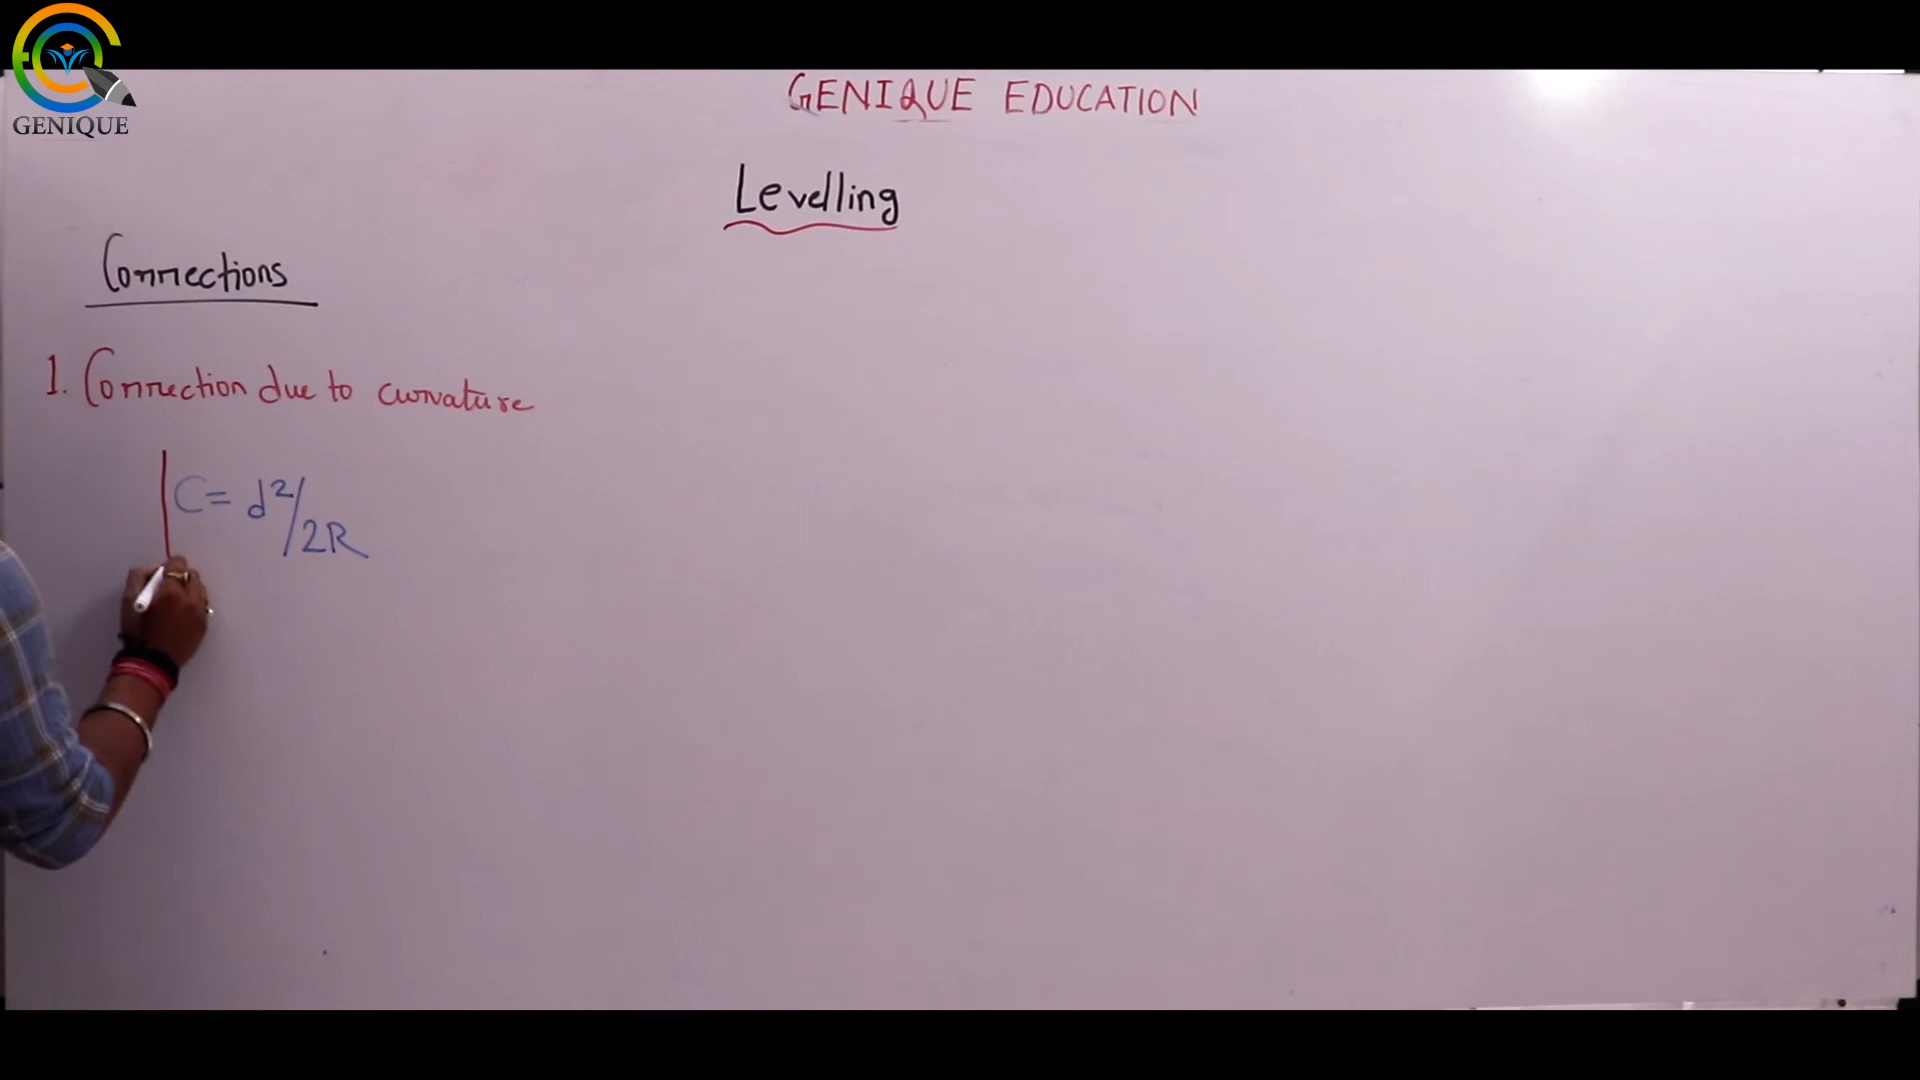 GENIQUE
GENIQUE EDUCATION
Levelling
Corrections
1. Correction due to curvature
C = d²/2R